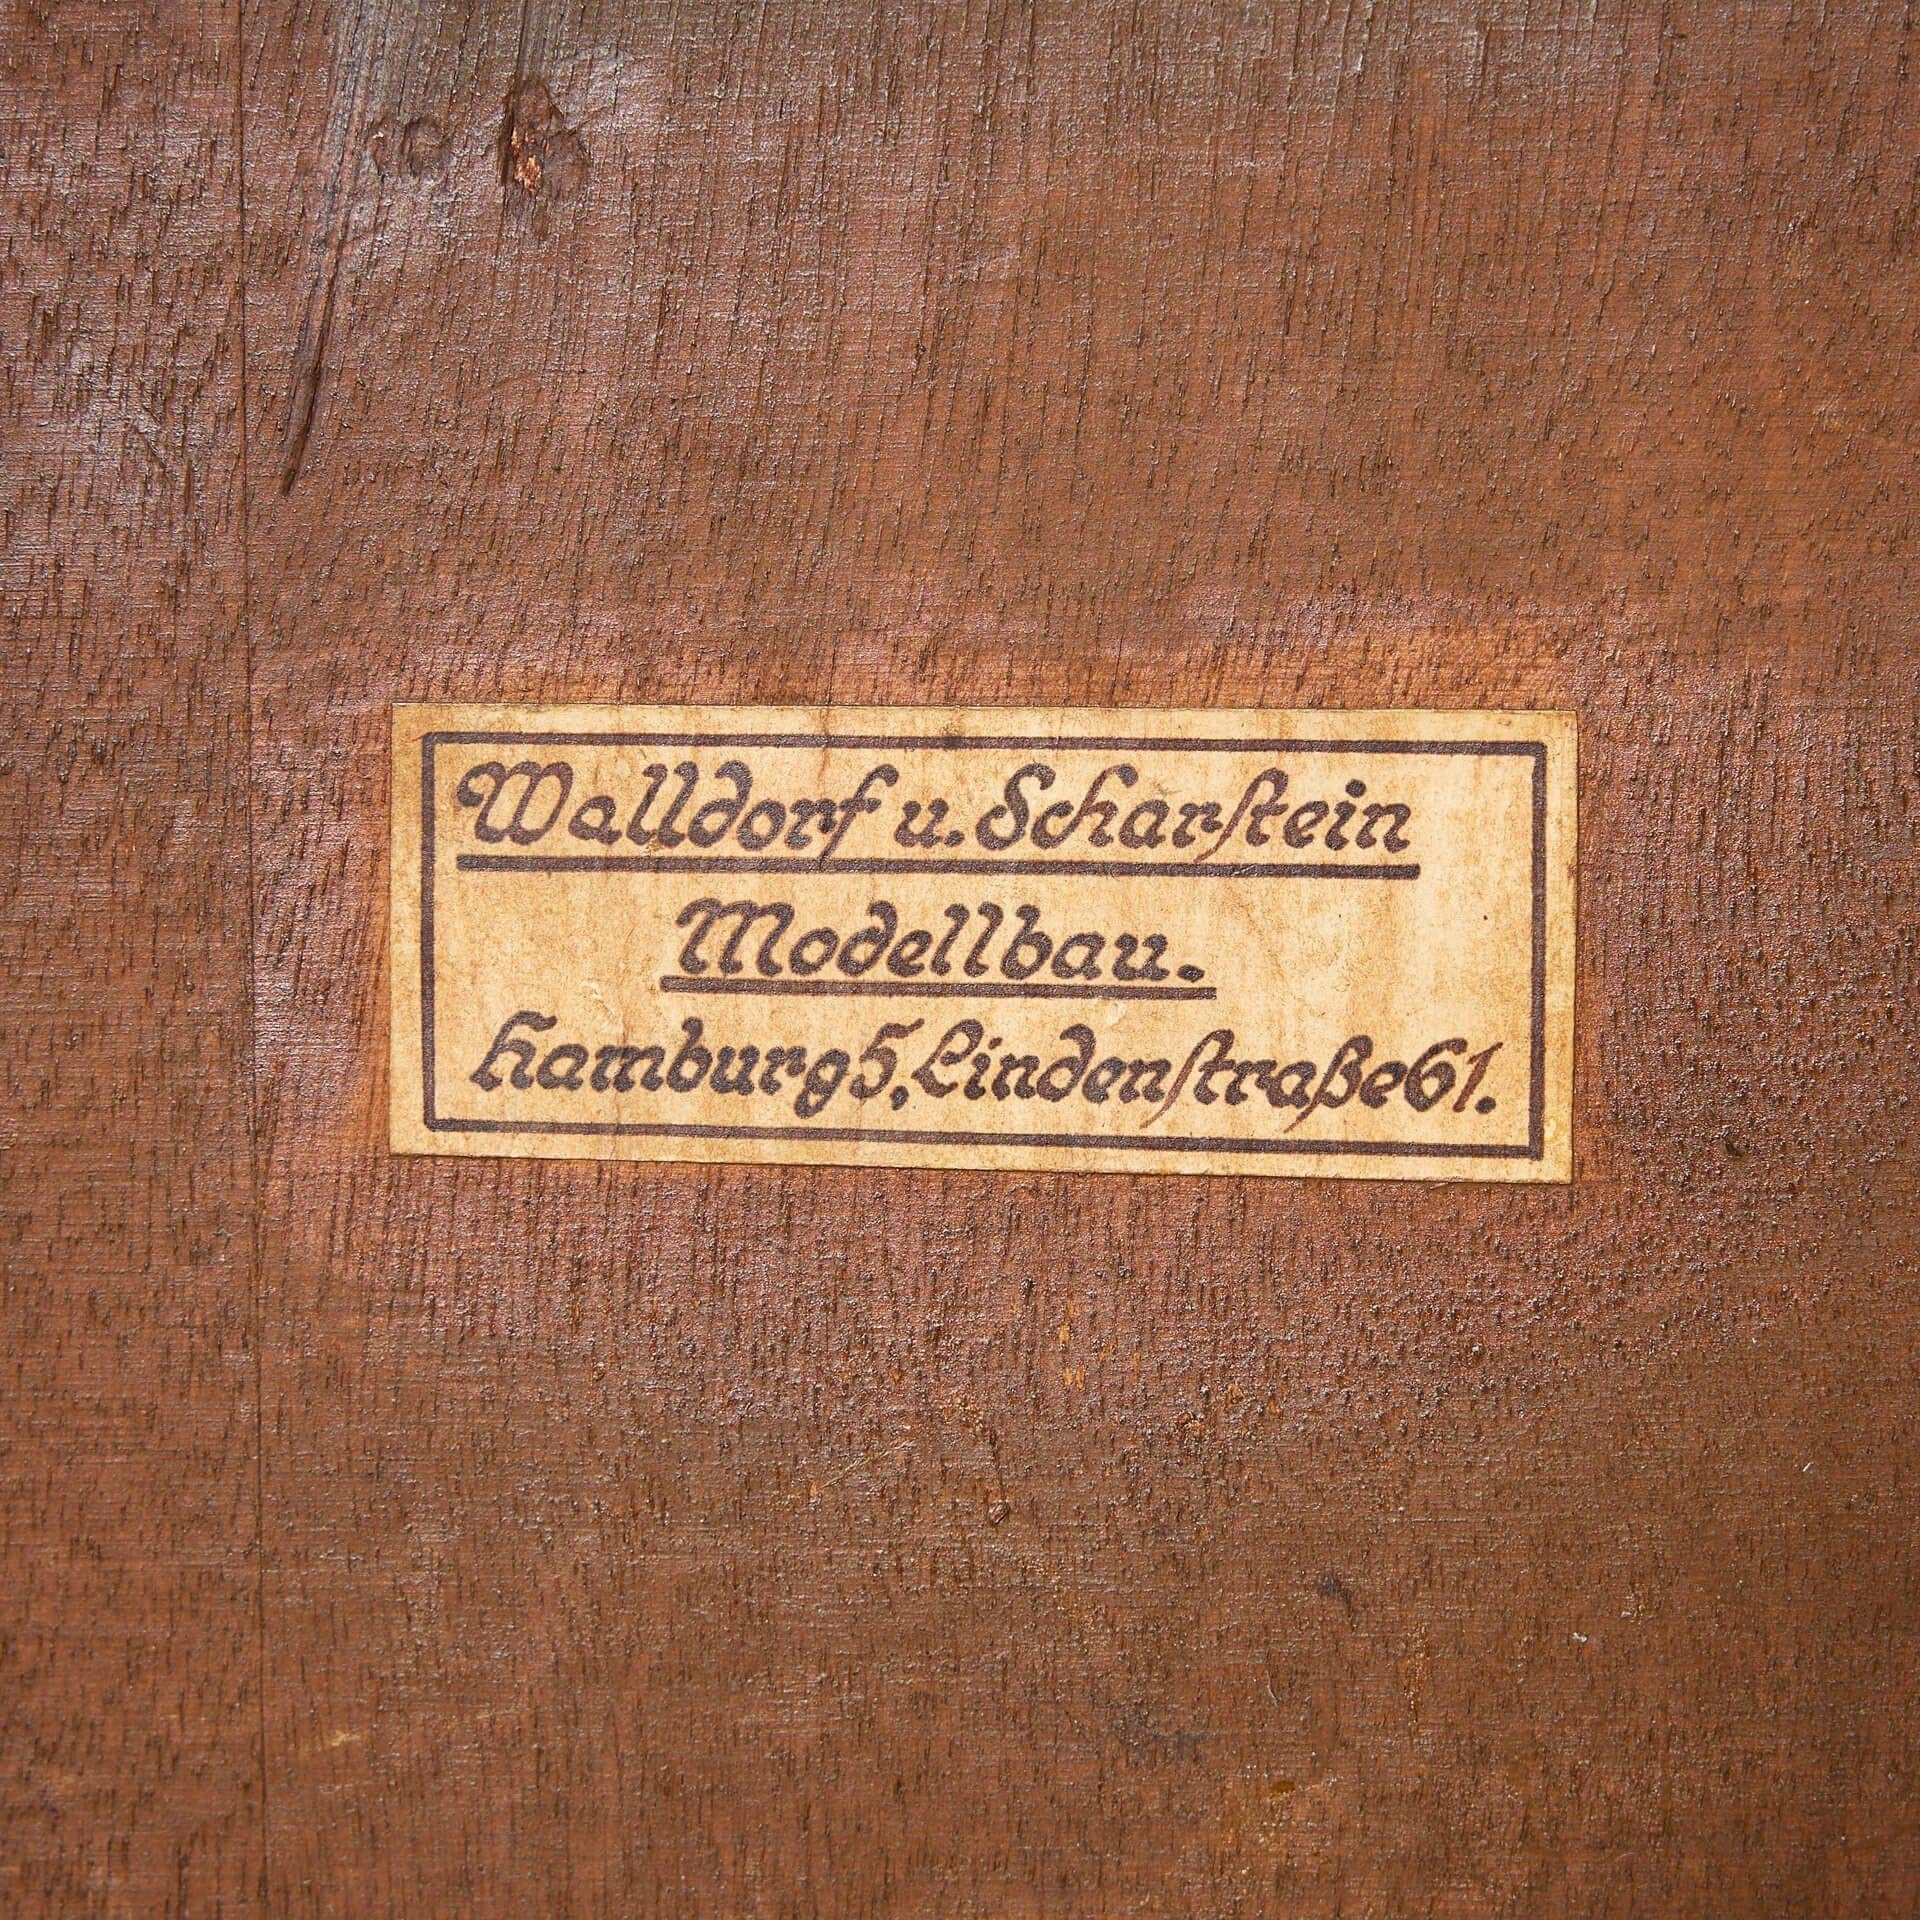 Walldorf u. Scharstein
Modellbau.
Hamburg 5, Lindenstraße 61.